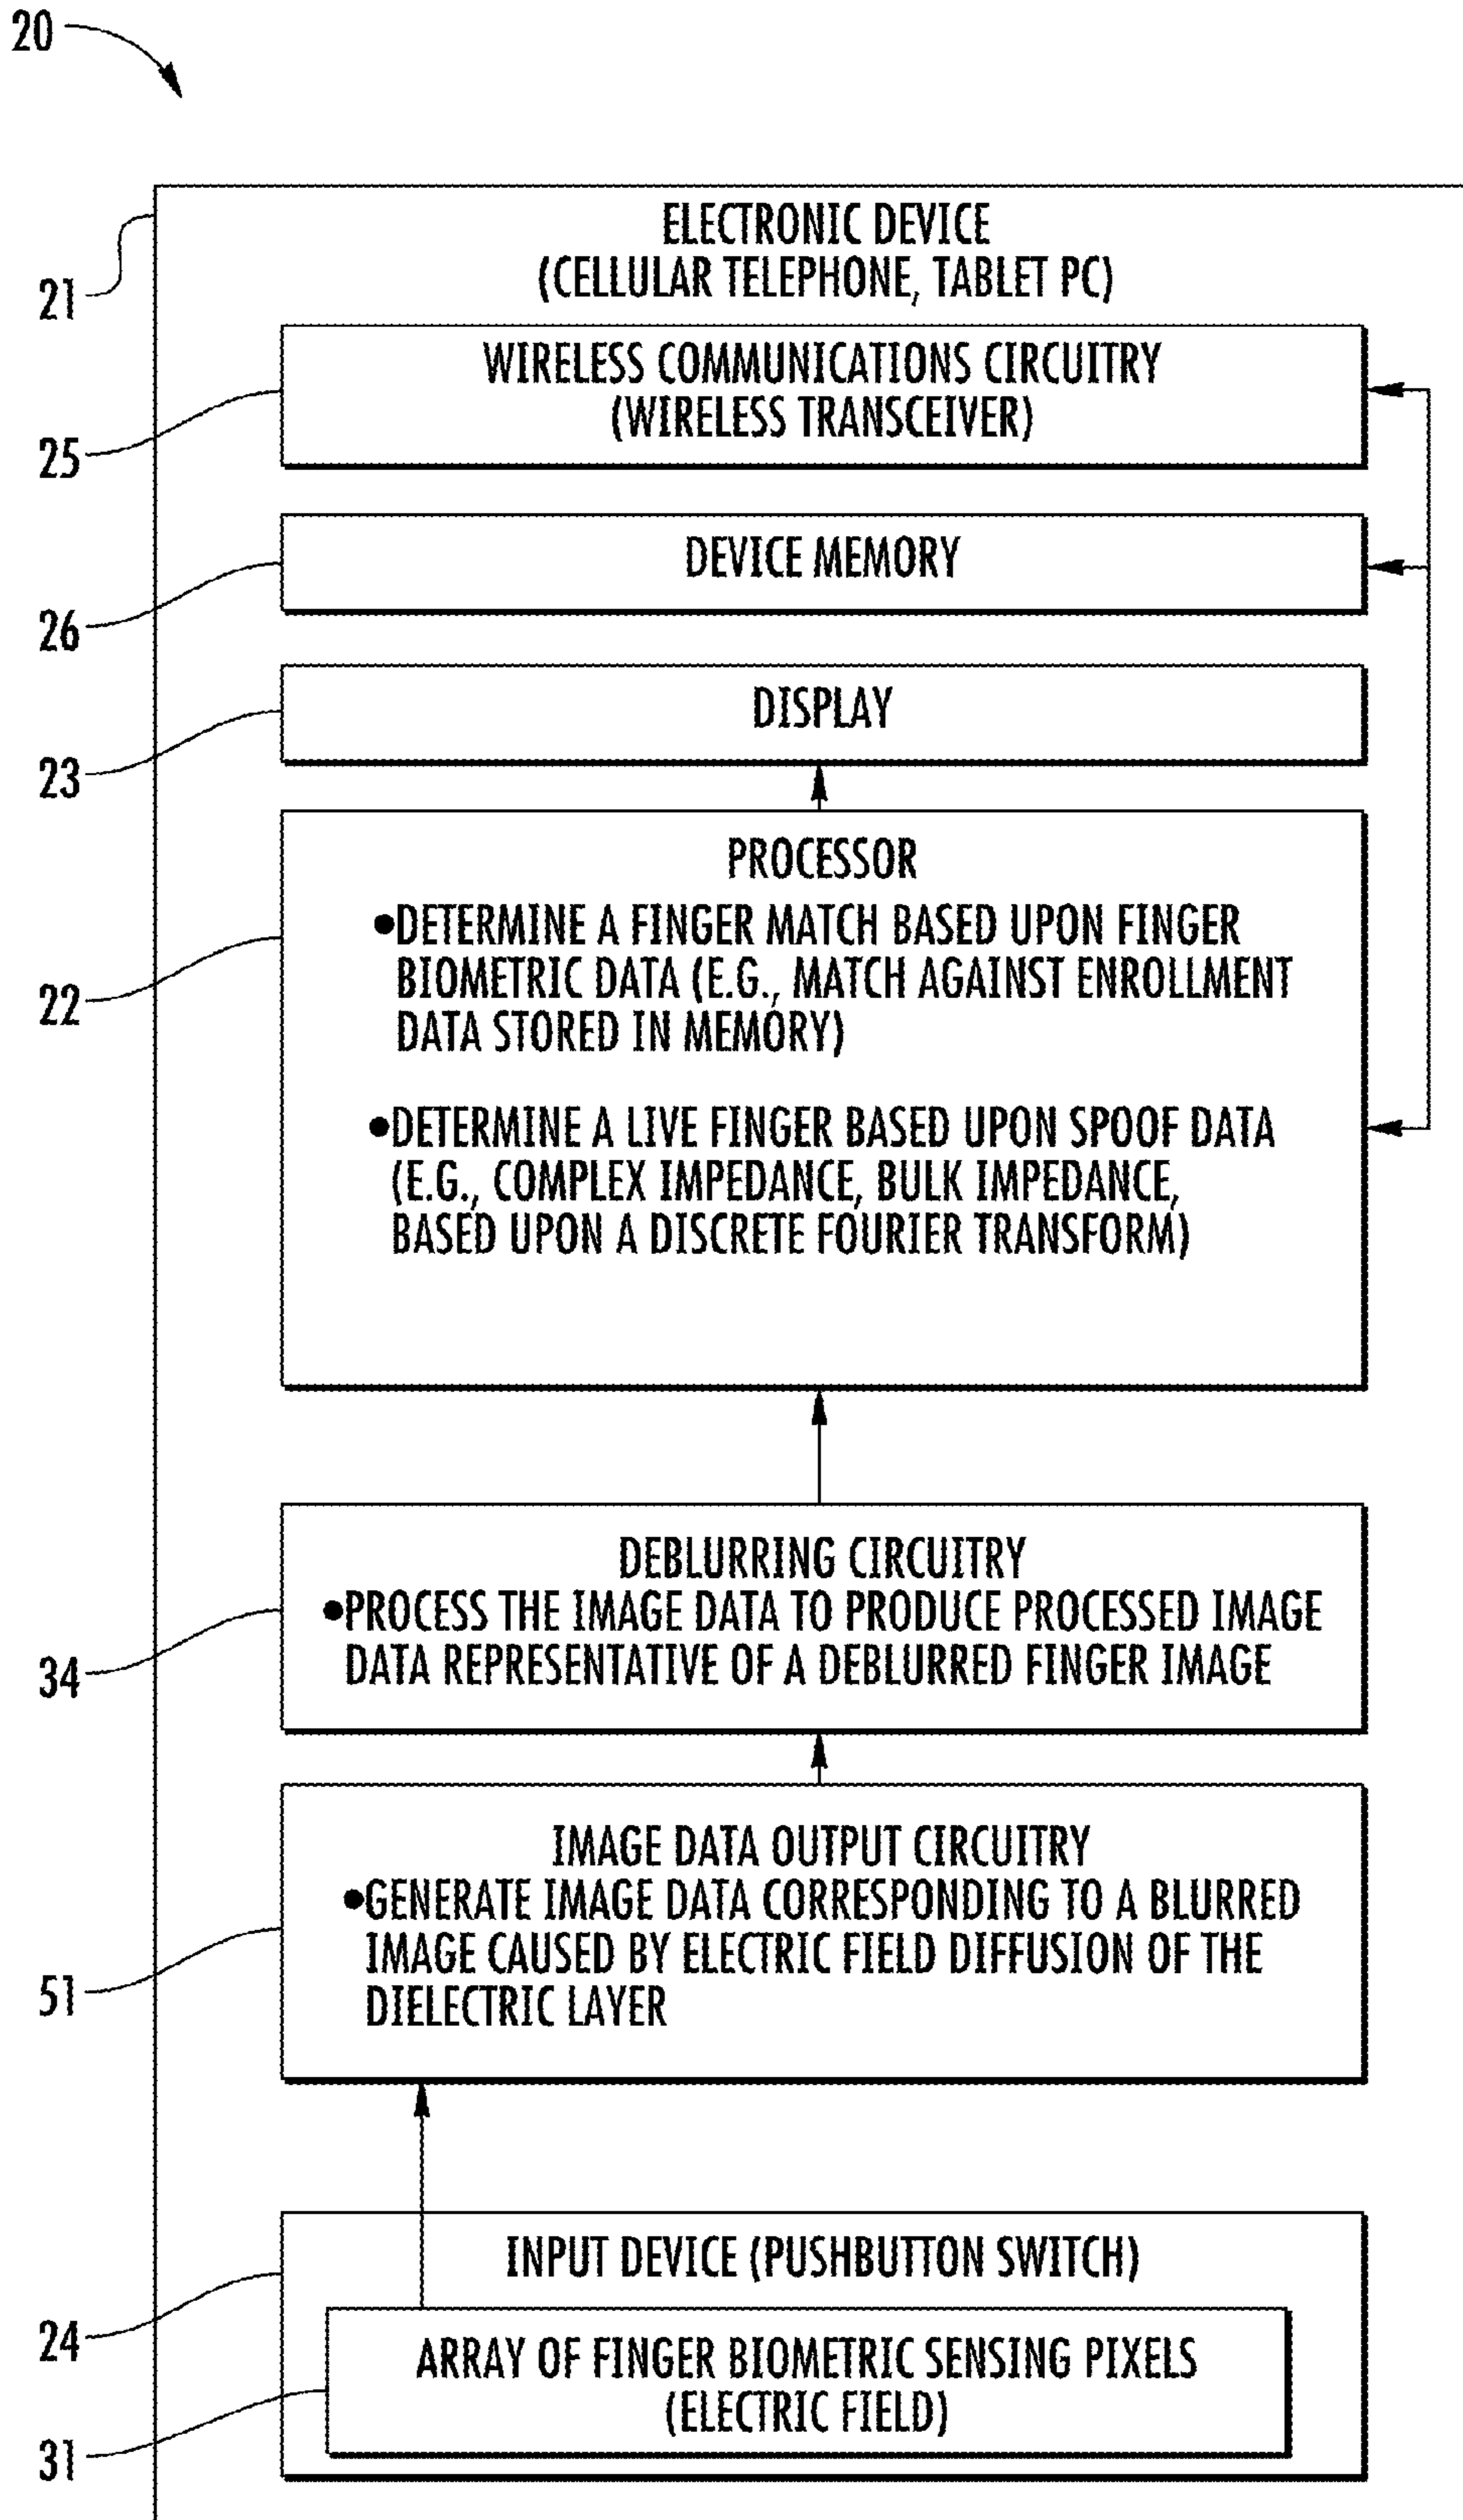 20
21
ELECTRONIC DEVICE
(CELLULAR TELEPHONE, TABLET PC)
25
WIRELESS COMMUNICATIONS CIRCUITRY
(WIRELESS TRANSCEIVER)
26
DEVICE MEMORY
23
DISPLAY
22
PROCESSOR
•DETERMINE A FINGER MATCH BASED UPON FINGER
BIOMETRIC DATA (E.G., MATCH AGAINST ENROLLMENT
DATA STORED IN MEMORY)
•DETERMINE A LIVE FINGER BASED UPON SPOOF DATA
(E.G., COMPLEX IMPEDANCE, BULK IMPEDANCE,
BASED UPON A DISCRETE FOURIER TRANSFORM)
34
DEBLURRING CIRCUITRY
•PROCESS THE IMAGE DATA TO PRODUCE PROCESSED IMAGE
DATA REPRESENTATIVE OF A DEBLURRED FINGER IMAGE
51
IMAGE DATA OUTPUT CIRCUITRY
•GENERATE IMAGE DATA CORRESPONDING TO A BLURRED
IMAGE CAUSED BY ELECTRIC FIELD DIFFUSION OF THE
DIELECTRIC LAYER
24
INPUT DEVICE (PUSHBUTTON SWITCH)
31
ARRAY OF FINGER BIOMETRIC SENSING PIXELS
(ELECTRIC FIELD)